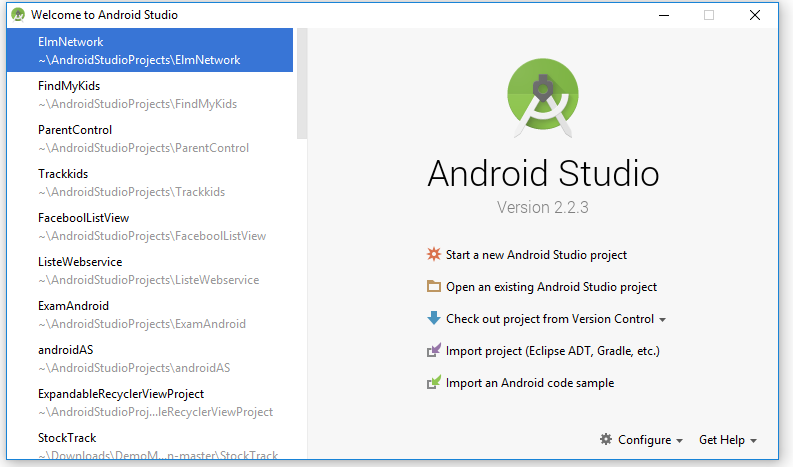 Welcome to Android Studio
ElmNetwork
~\AndroidStudioProjects\ElmNetwork
FindMyKids
~\AndroidStudioProjects\FindMyKids
ParentControl
~\AndroidStudioProjects\ParentControl
Trackkids
~\AndroidStudioProjects\Trackkids
FaceboolListView
~\AndroidStudioProjects\FaceboolListView
ListeWebservice
~\AndroidStudioProjects\ListeWebservice
ExamAndroid
~\AndroidStudioProjects\ExamAndroid
androidAS
~\AndroidStudioProjects\androidAS
ExpandableRecyclerViewProject
~\AndroidStudioProj...leRecyclerViewProject
StockTrack
~\Downloads\DemoM...n-master\StockTrack
Android Studio
Version 2.2.3
Start a new Android Studio project
Open an existing Android Studio project
Check out project from Version Control
Import project (Eclipse ADT, Gradle, etc.)
Import an Android code sample
Configure Get Help